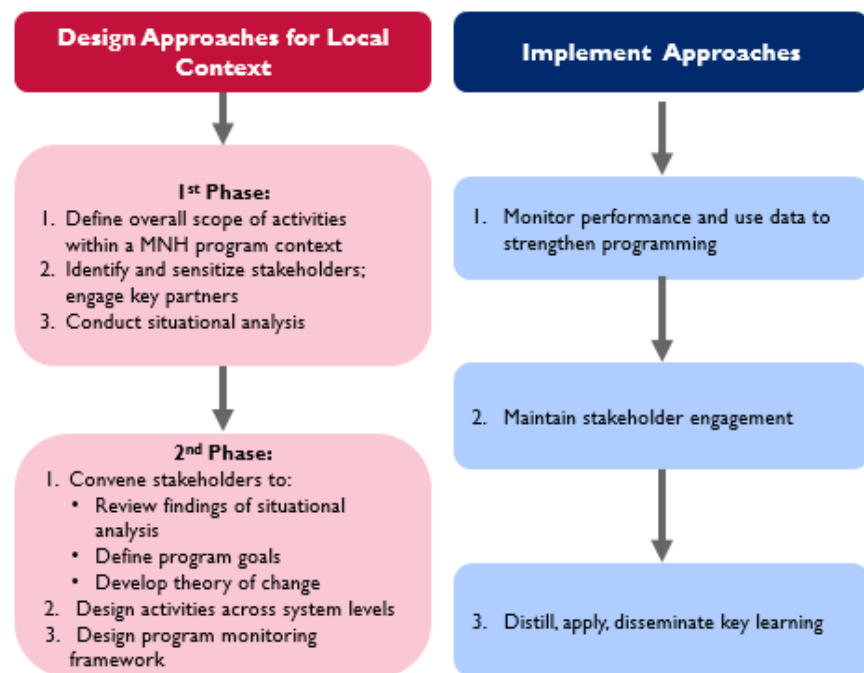 Design Approaches for Local
Context
1st Phase:
1. Define overall scope of activities
within a MNH program context
2. Identify and sensitize stakeholders;
engage key partners
3. Conduct situational analysis
2nd Phase:
1. Convene stakeholders to:
• Review findings of situational
analysis
• Define program goals
• Develop theory of change
2. Design activities across system levels
3. Design program monitoring
framework
Implement Approaches
1. Monitor performance and use data to
strengthen programming
2. Maintain stakeholder engagement
3. Distill, apply, disseminate key learning